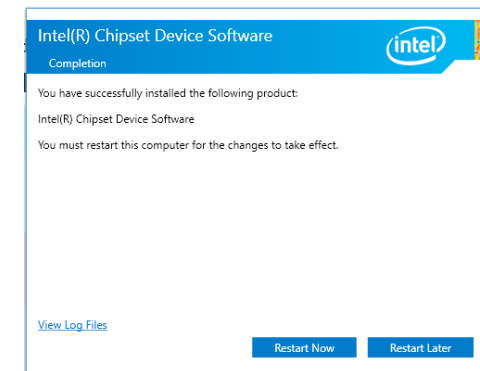 Intel(R) Chipset Device Software
intel
Completion
You have successfully installed the following product:
Intel(R) Chipset Device Software
You must restart this computer for the changes to take effect.
View Log Files
Restart Now
Restart Later